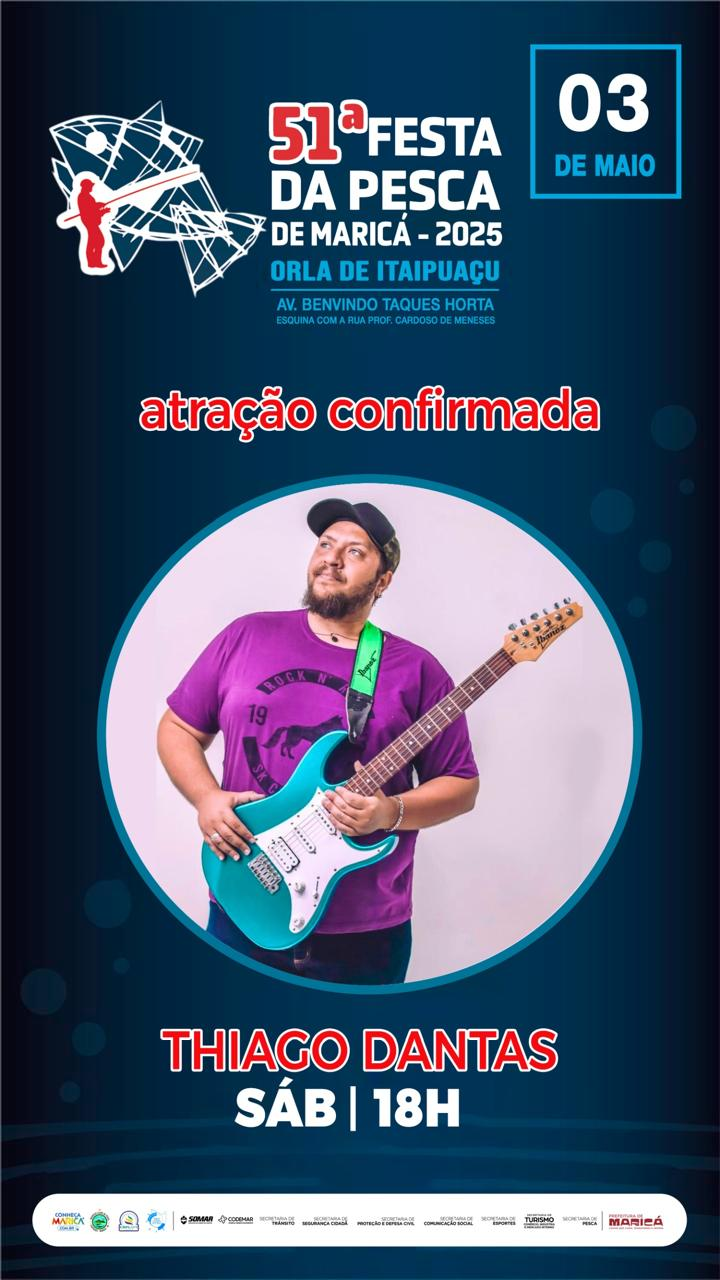 51ª FESTA
DA PESCA
DE MARICÁ - 2025
ORLA DE ITAIPUAÇU
AV. BENVINDO TAQUES HORTA
ESQUINA COM A RUA PROF. CARDOSO DE MENESES
03
DE MAIO
atração confirmada
Ibanez
Ibanez
ROCK N'
19
THIAGO DANTAS
SÁB | 18H
CONHEÇA
MARICÁ
SOMAR
CODEMAR
SECRETARIA DE
TRÂNSITO
SECRETARIA DE
SEGURANÇA CIDADÃ
SECRETARIA DE
PROTEÇÃO E DEFESA CIVIL
SECRETARIA DE
COMUNICAÇÃO SOCIAL
SECRETARIA DE
ESPORTES
SECRETARIA DE
TURISMO
SECRETARIA DE
PESCA
PREFEITURA DE
MARICÁ